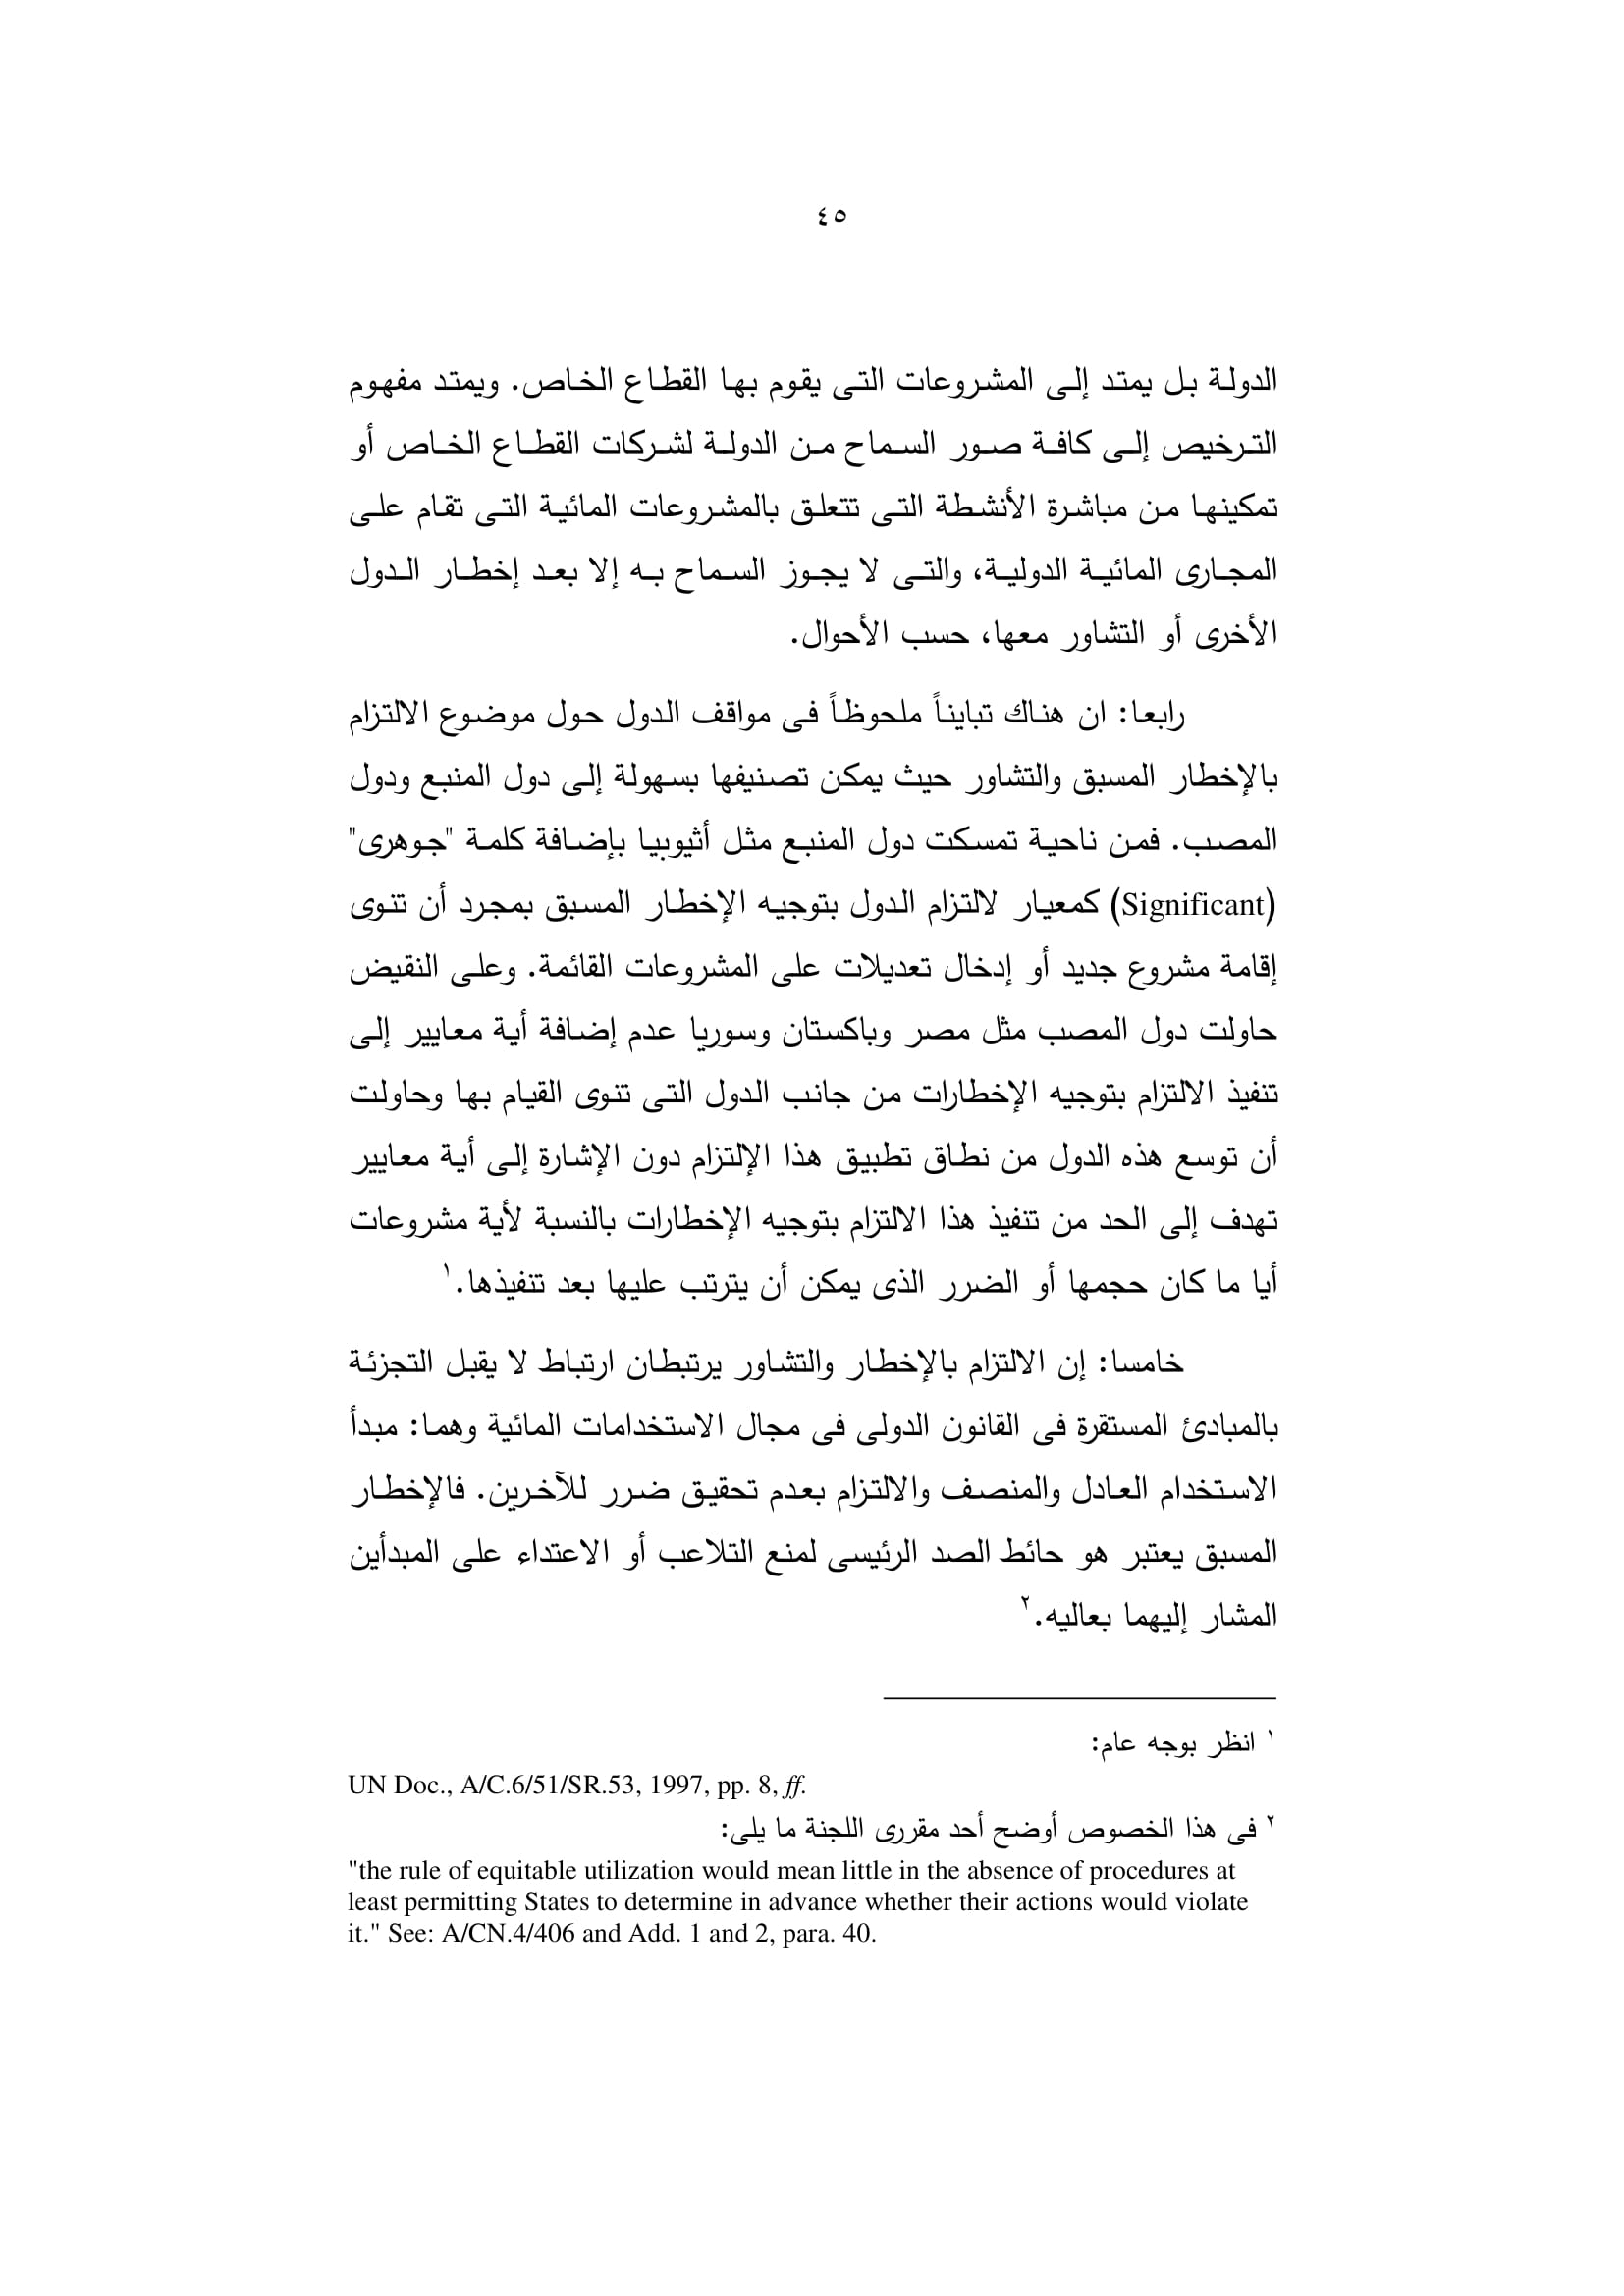 ٤٥
الدولة بل يمتد إلى المشروعات التى يقوم بها القطاع الخاص. ويمتد مفهوم
الترخيص إلى كافة صور السماح من الدولة لشركات القطاع الخاص أو
تمكينها من مباشرة الأنشطة التى تتعلق بالمشروعات المائية التى تقام على
المجارى المائية الدولية، والتى لا يجوز السماح به إلا بعد إخطار الدول
الأخرى أو التشاور معها، حسب الأحوال.
رابعا: ان هناك تبايناً ملحوظاً فى مواقف الدول حول موضوع الالتزام
بالإخطار المسبق والتشاور حيث يمكن تصنيفها بسهولة إلى دول المنبع ودول
المصب. فمن ناحية تمسكت دول المنبع مثل أثيوبيا بإضافة كلمة "جوهرى"
(Significant) كمعيار لالتزام الدول بتوجيه الإخطار المسبق بمجرد أن تنوى
إقامة مشروع جديد أو إدخال تعديلات على المشروعات القائمة. وعلى النقيض
حاولت دول المصب مثل مصر وباكستان وسوريا عدم إضافة أية معايير إلى
تنفيذ الالتزام بتوجيه الإخطارات من جانب الدول التى تنوى القيام بها وحاولت
أن توسع هذه الدول من نطاق تطبيق هذا الإلتزام دون الإشارة إلى أية معايير
تهدف إلى الحد من تنفيذ هذا الالتزام بتوجيه الإخطارات بالنسبة لأية مشروعات
أيا ما كان حجمها أو الضرر الذى يمكن أن يترتب عليها بعد تنفيذها.١
خامسا: إن الالتزام بالإخطار والتشاور يرتبطان ارتباط لا يقبل التجزئة
بالمبادئ المستقرة فى القانون الدولى فى مجال الاستخدامات المائية وهما: مبدأ
الاستخدام العادل والمنصف والالتزام بعدم تحقيق ضرر للآخرين. فالإخطار
المسبق يعتبر هو حائط الصد الرئيسى لمنع التلاعب أو الاعتداء على المبدأين
المشار إليهما بعاليه.٢
١ انظر بوجه عام:
UN Doc., A/C.6/51/SR.53, 1997, pp. 8, ff.
٢ فى هذا الخصوص أوضح أحد مقررى اللجنة ما يلى:
"the rule of equitable utilization would mean little in the absence of procedures at
least permitting States to determine in advance whether their actions would violate
it." See: A/CN.4/406 and Add. 1 and 2, para. 40.